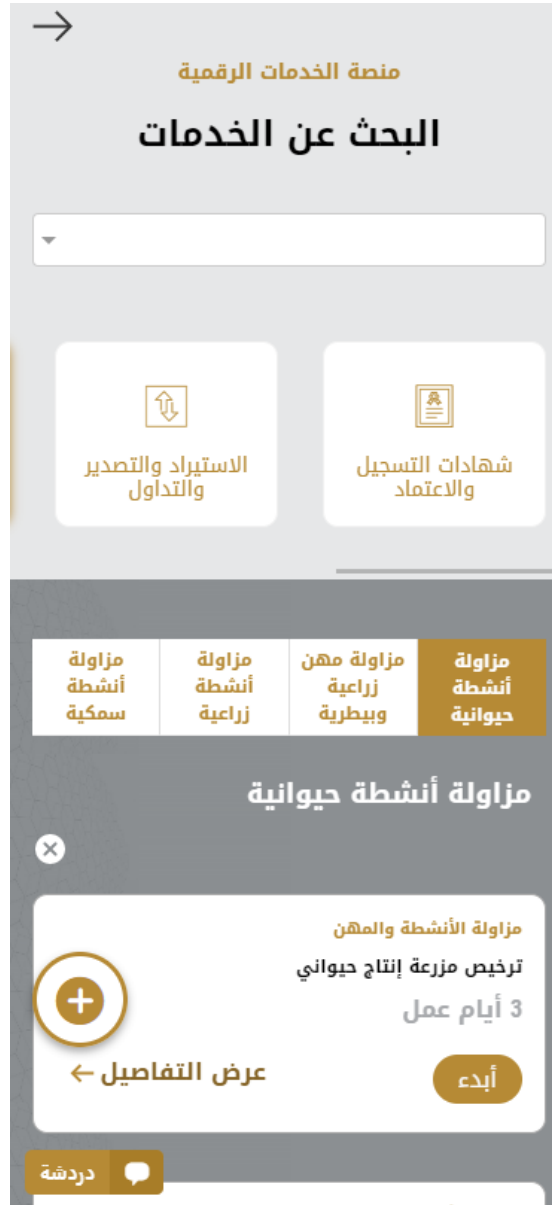 منصة الخدمات الرقمية
البحث عن الخدمات
شهادات التسجيل
والاعتماد
الاستيراد والتصدير
والتداول
مزاولة
أنشطة
حيوانية
مزاولة مهن
زراعية
وبيطرية
مزاولة
أنشطة
زراعية
مزاولة
أنشطة
سمكية
مزاولة أنشطة حيوانية
مزاولة الأنشطة والمهن
ترخيص مزرعة إنتاج حيواني
3 أيام عمل
أبدء
عرض التفاصيل
دردشة